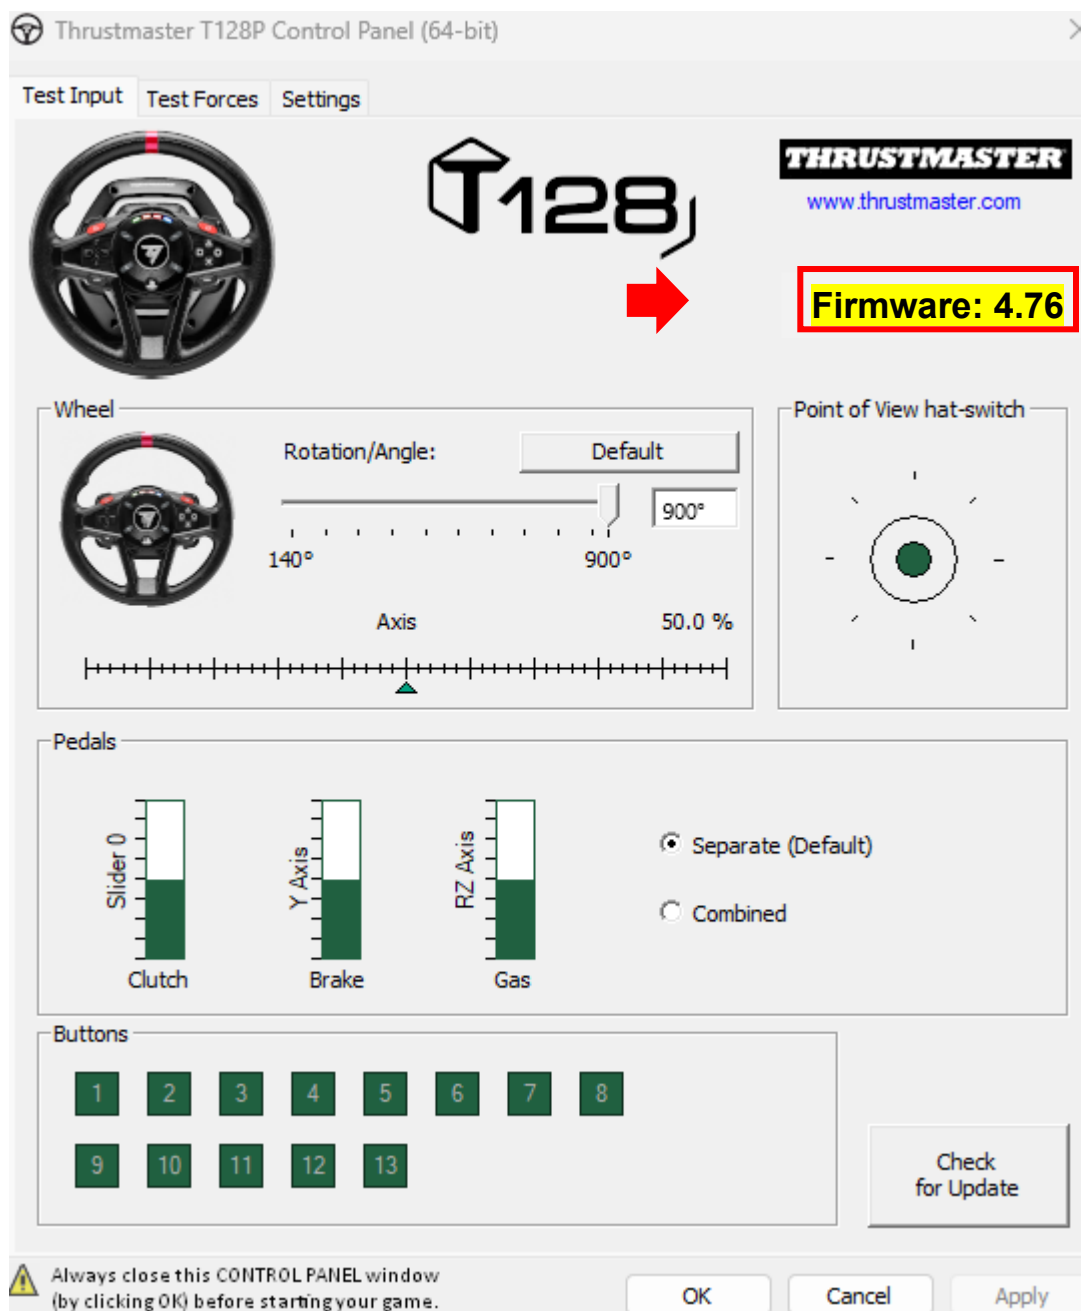 Thrustmaster T128P Control Panel (64-bit)
Test Input Test Forces Settings
T128
THRUSTMASTER
www.thrustmaster.com
Firmware: 4.76
Wheel
Rotation/Angle: Default
900°
140° 900°
Axis 50.0 %
Point of View hat-switch
Pedals
Slider 0
Clutch
Y Axis
Brake
RZ Axis
Gas
Separate (Default)
Combined
Buttons
1 2 3 4 5 6 7 8
9 10 11 12 13
Check
for Update
Always close this CONTROL PANEL window
(by clicking OK) before starting your game.
OK Cancel Apply